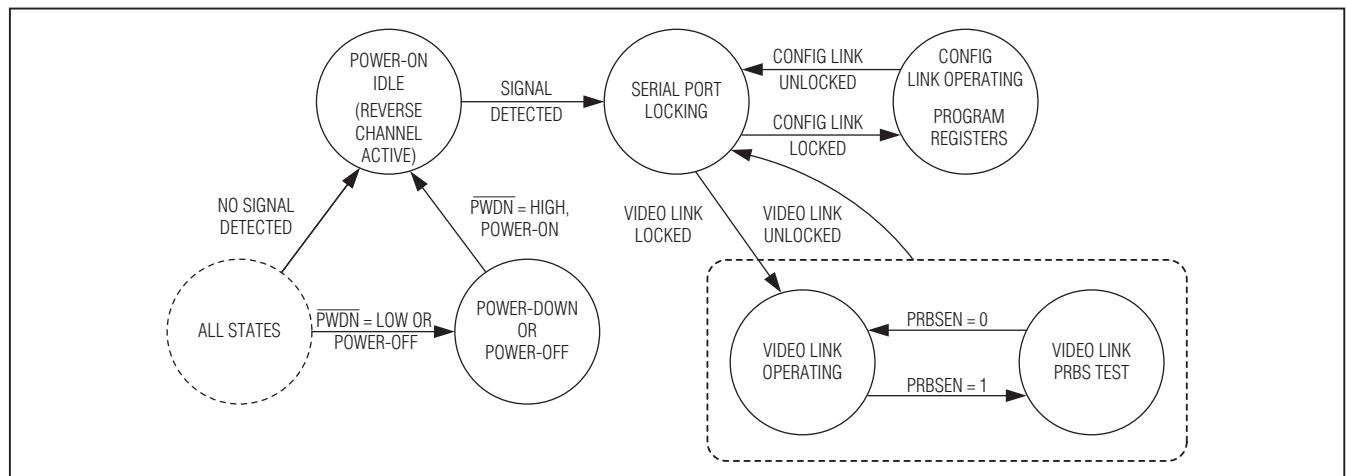 POWER-ON
IDLE
(REVERSE
CHANNEL
ACTIVE)
SIGNAL
DETECTED
SERIAL PORT
LOCKING
CONFIG LINK
UNLOCKED
CONFIG LINK
LOCKED
CONFIG
LINK OPERATING
PROGRAM
REGISTERS
NO SIGNAL
DETECTED
PWDN = HIGH,
POWER-ON
VIDEO LINK
LOCKED
VIDEO LINK
UNLOCKED
ALL STATES
PWDN = LOW OR
POWER-OFF
POWER-DOWN
OR
POWER-OFF
VIDEO LINK
OPERATING
PRBSEN = 0
PRBSEN = 1
VIDEO LINK
PRBS TEST